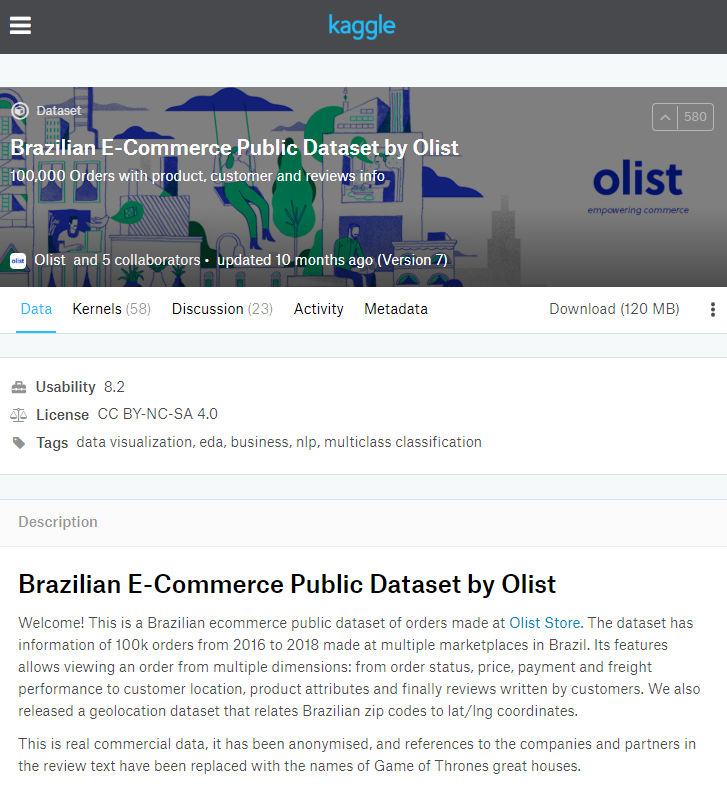 kaggle
Dataset
580
Brazilian E-Commerce Public Dataset by Olist
100,000 Orders with product, customer and reviews info
olist
empowering commerce
olist
Olist and 5 collaborators • updated 10 months ago (Version 7)
Data Kernels (58) Discussion (23) Activity Metadata Download (120 MB)
Usability 8.2
License CC BY-NC-SA 4.0
Tags data visualization, eda, business, nlp, multiclass classification
Description
Brazilian E-Commerce Public Dataset by Olist
Welcome! This is a Brazilian ecommerce public dataset of orders made at Olist Store. The dataset has
information of 100k orders from 2016 to 2018 made at multiple marketplaces in Brazil. Its features
allows viewing an order from multiple dimensions: from order status, price, payment and freight
performance to customer location, product attributes and finally reviews written by customers. We also
released a geolocation dataset that relates Brazilian zip codes to lat/lng coordinates.
This is real commercial data, it has been anonymised, and references to the companies and partners in
the review text have been replaced with the names of Game of Thrones great houses.